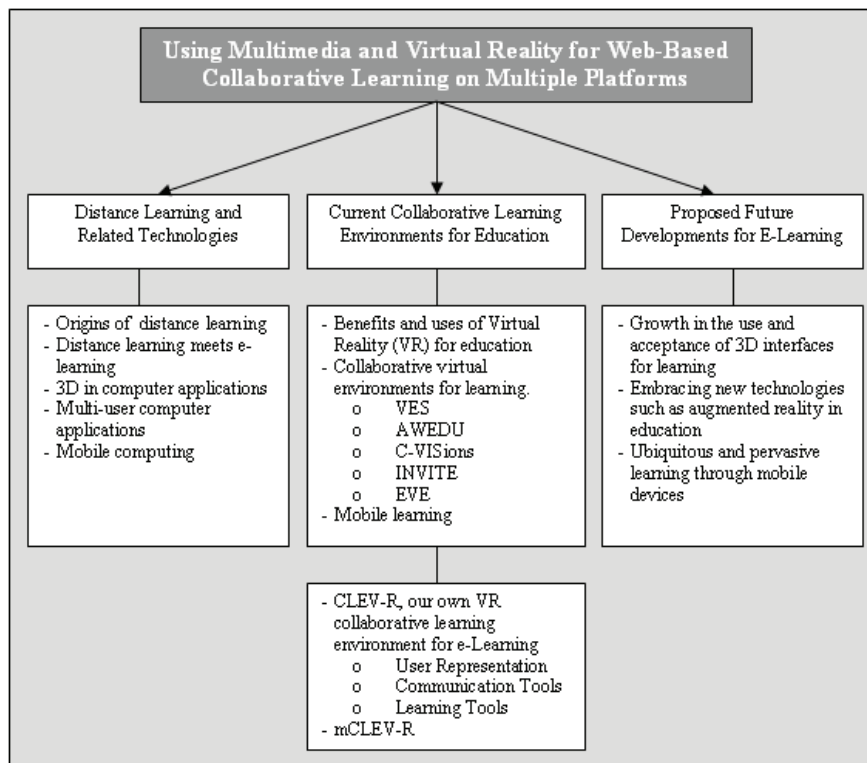 Using Multimedia and Virtual Reality for Web-Based
Collaborative Learning on Multiple Platforms
Distance Learning and
Related Technologies
Current Collaborative Learning
Environments for Education
Proposed Future
Developments for E-Learning
- Origins of distance learning
- Distance learning meets e-
learning
- 3D in computer applications
- Multi-user computer
applications
- Mobile computing
- Benefits and uses of Virtual
Reality (VR) for education
- Collaborative virtual
environments for learning.
o VES
o AWEDU
o C-VISions
o INVITE
o EVE
- Mobile learning
- Growth in the use and
acceptance of 3D interfaces
for learning
- Embracing new technologies
such as augmented reality in
education
- Ubiquitous and pervasive
learning through mobile
devices
- CLEV-R, our own VR
collaborative learning
environment for e-Learning
o User Representation
o Communication Tools
o Learning Tools
- mCLEV-R